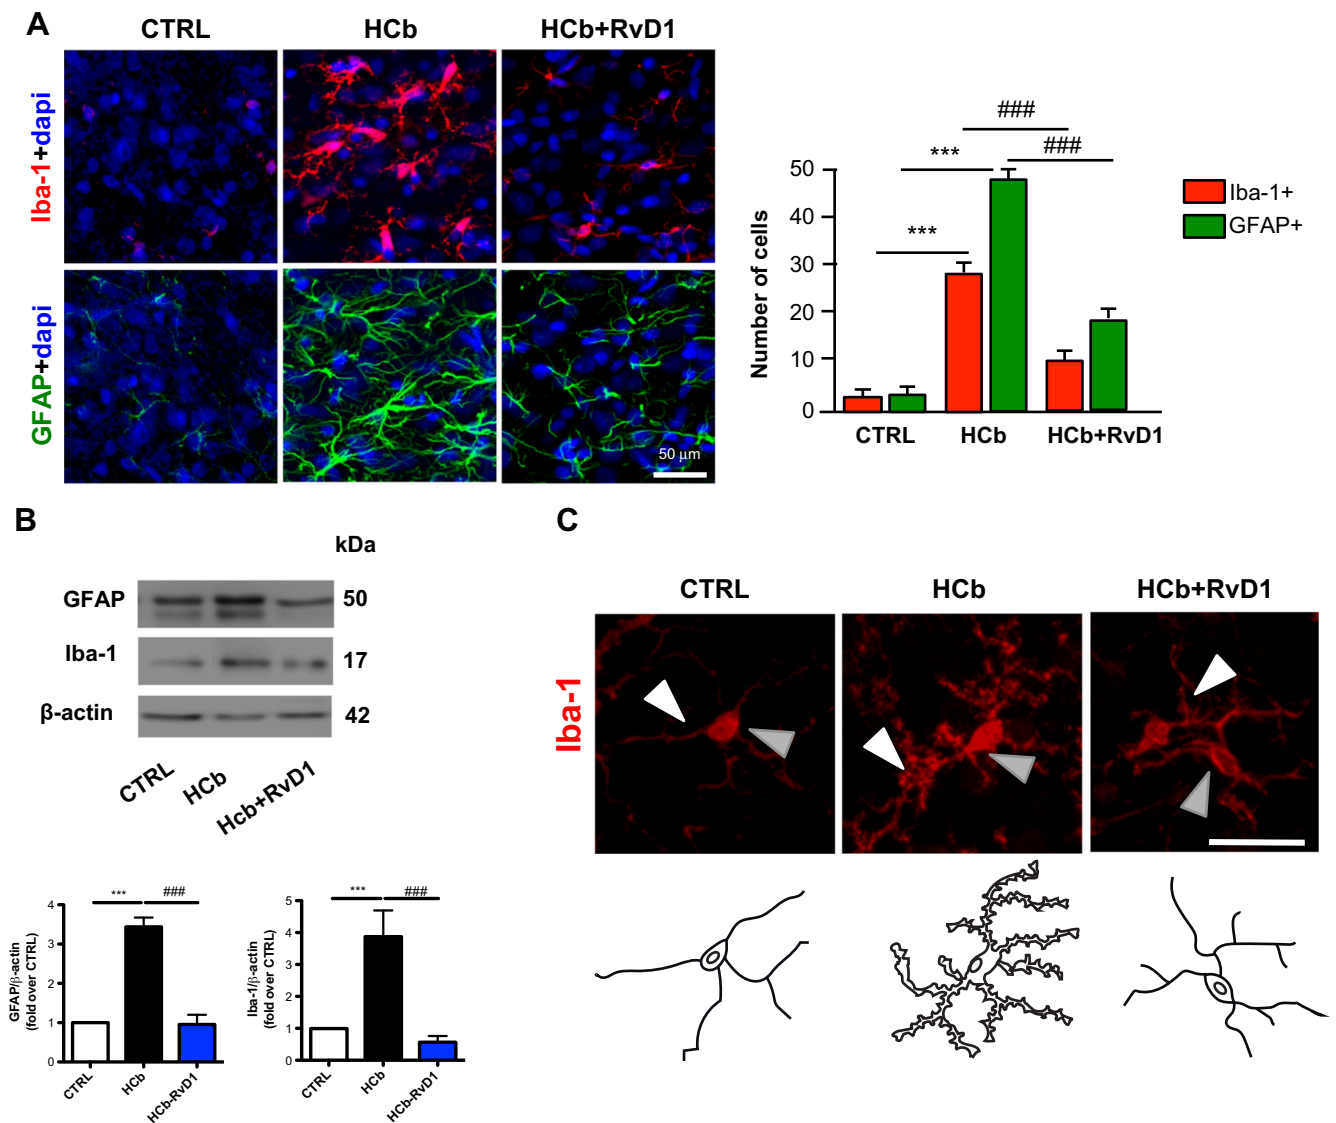 A
CTRL
HCb
HCb+RvD1
Iba-1+dapi
GFAP+dapi
50 µm
###
***
###
***
Number of cells
50
40
30
20
10
0
CTRL
HCb
HCb+RvD1
Iba-1+
GFAP+
B
kDa
GFAP
50
Iba-1
17
β-actin
42
CTRL
HCb
Hcb+RvD1
***
###
GFAP/β-actin
(fold over CTRL)
4
3
2
1
0
CTRL
HCb
HCb-RvD1
***
###
Iba-1/β-actin
(fold over CTRL)
5
4
3
2
1
0
CTRL
HCb
HCb-RvD1
C
CTRL
HCb
HCb+RvD1
Iba-1